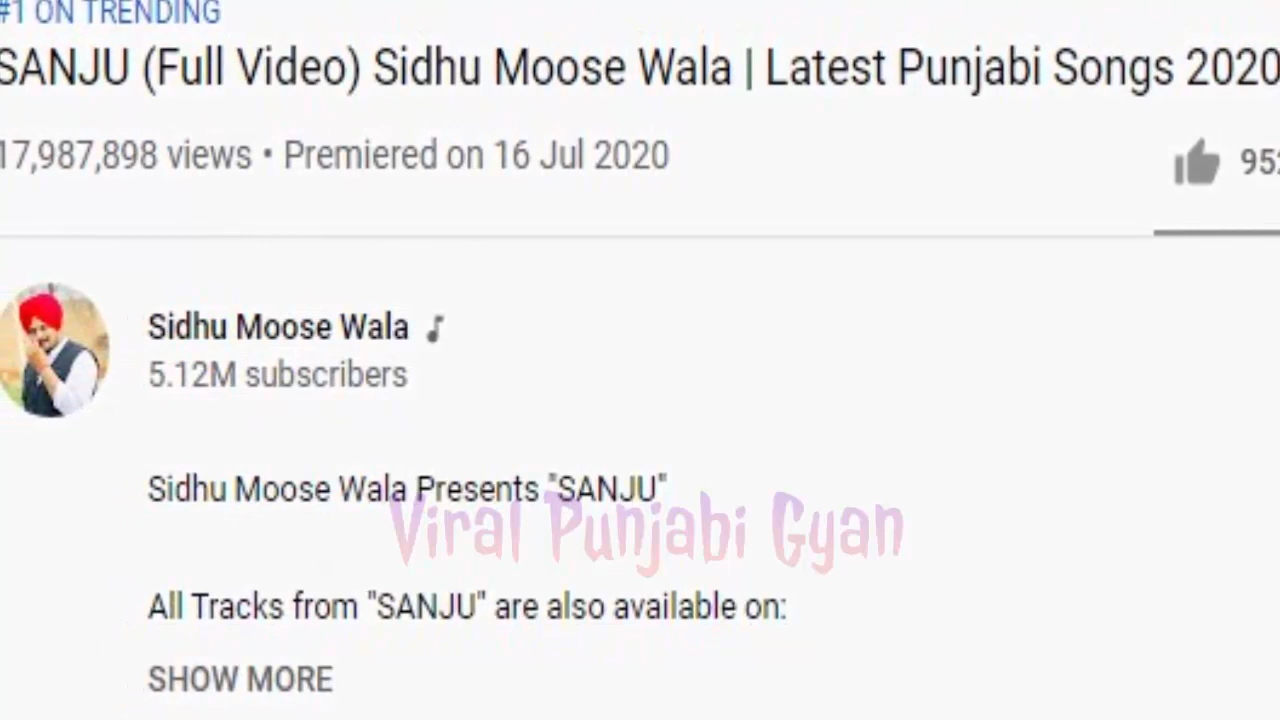 #1 ON TRENDING
SANJU (Full Video) Sidhu Moose Wala | Latest Punjabi Songs 2020
17,987,898 views • Premiered on 16 Jul 2020
952
Sidhu Moose Wala
5.12M subscribers
Sidhu Moose Wala Presents "SANJU"
Viral Punjabi Gyan
All Tracks from "SANJU" are also available on:
SHOW MORE